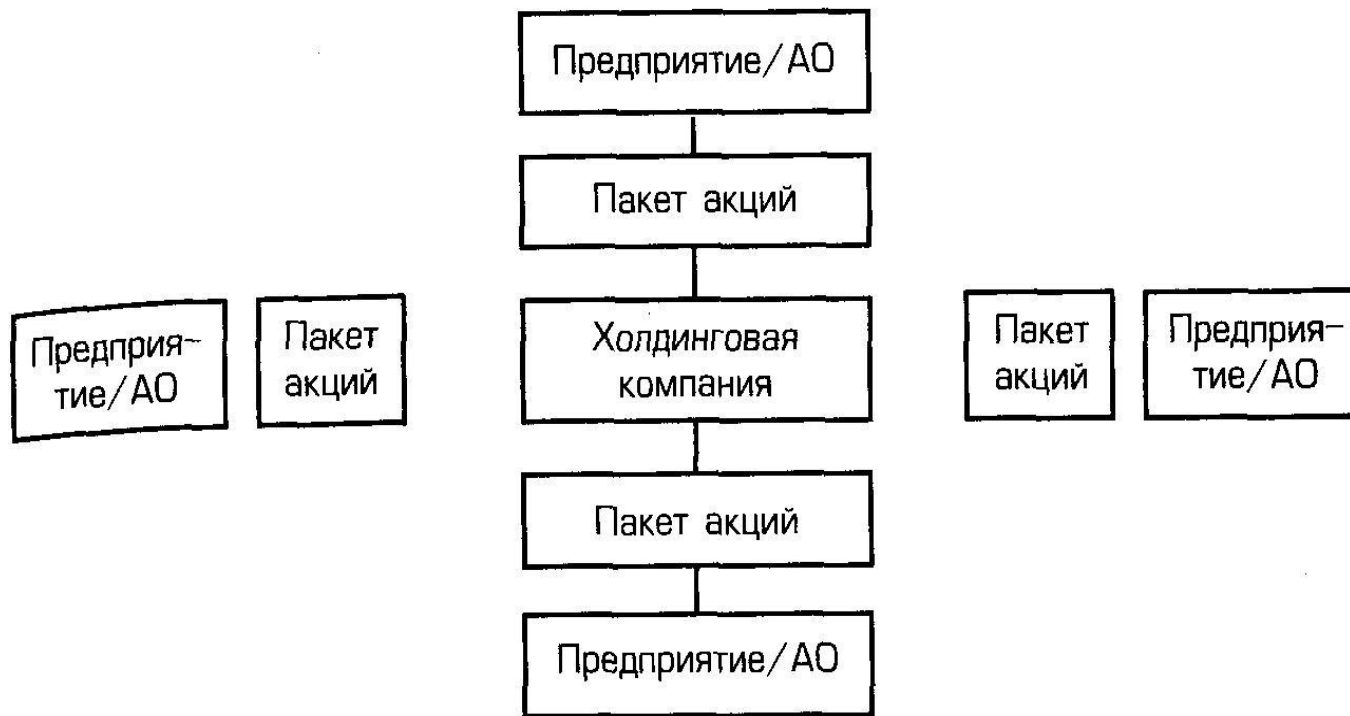 Предприятие/АО
Пакет акций
Предприя-
тие/АО
Пакет
акций
Холдинговая
компания
Пакет
акций
Предприя-
тие/АО
Пакет акций
Предприятие/АО